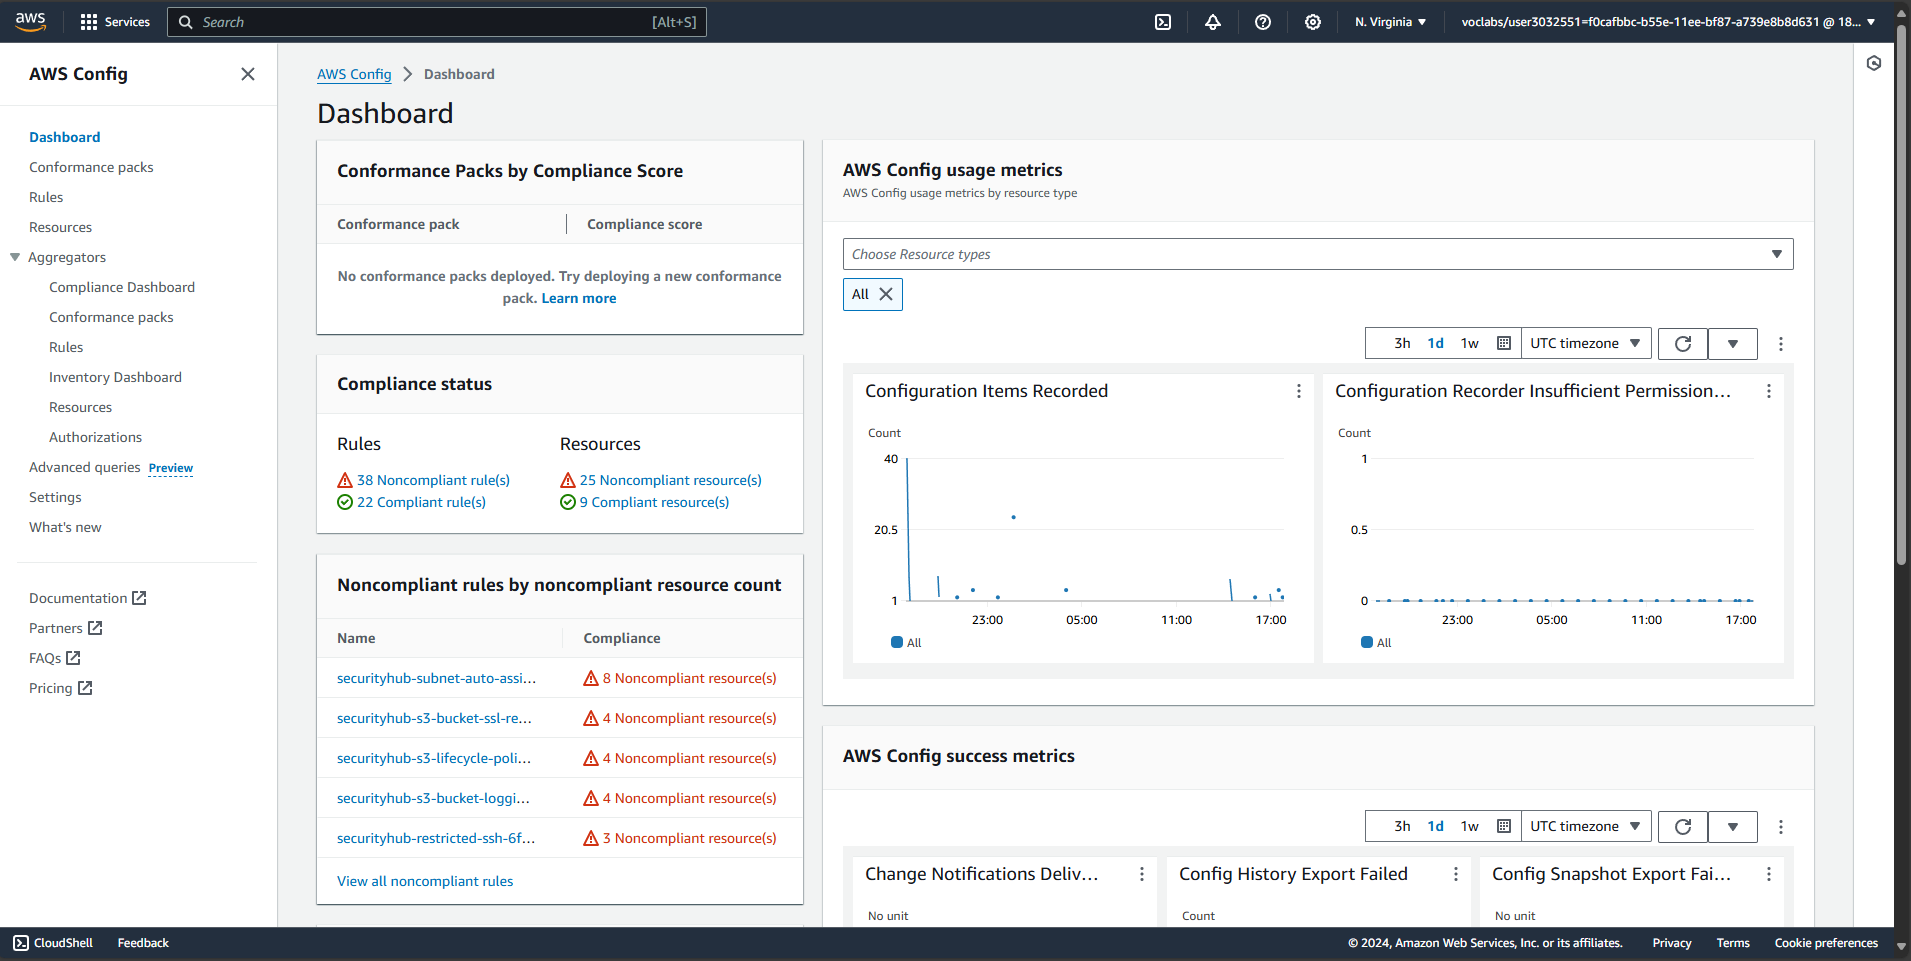 aws
Services
Search
[Alt+S]
N. Virginia
voclabs/user3032551=f0cafbbc-b55e-11ee-bf87-a739e8b8d631 @ 18...
AWS Config
Dashboard
Conformance packs
Rules
Resources
Aggregators
Compliance Dashboard
Conformance packs
Rules
Inventory Dashboard
Resources
Authorizations
Advanced queries Preview
Settings
What's new
Documentation
Partners
FAQs
Pricing
AWS Config > Dashboard
Dashboard
Conformance Packs by Compliance Score
Conformance pack
Compliance score
No conformance packs deployed. Try deploying a new conformance
pack. Learn more
Compliance status
Rules
38 Noncompliant rule(s)
22 Compliant rule(s)
Resources
25 Noncompliant resource(s)
9 Compliant resource(s)
Noncompliant rules by noncompliant resource count
Name
Compliance
securityhub-subnet-auto-assi...
8 Noncompliant resource(s)
securityhub-s3-bucket-ssl-re...
4 Noncompliant resource(s)
securityhub-s3-lifecycle-poli...
4 Noncompliant resource(s)
securityhub-s3-bucket-loggi...
4 Noncompliant resource(s)
securityhub-restricted-ssh-6f...
3 Noncompliant resource(s)
View all noncompliant rules
AWS Config usage metrics
AWS Config usage metrics by resource type
Choose Resource types
All
3h 1d 1w
UTC timezone
Configuration Items Recorded
Count
40
20.5
1
23:00
05:00
11:00
17:00
All
Configuration Recorder Insufficient Permission...
Count
1
0.5
0
23:00
05:00
11:00
17:00
All
AWS Config success metrics
3h 1d 1w
UTC timezone
Change Notifications Deliv...
No unit
Config History Export Failed
Count
Config Snapshot Export Fai...
No unit
CloudShell
Feedback
© 2024, Amazon Web Services, Inc. or its affiliates.
Privacy
Terms
Cookie preferences